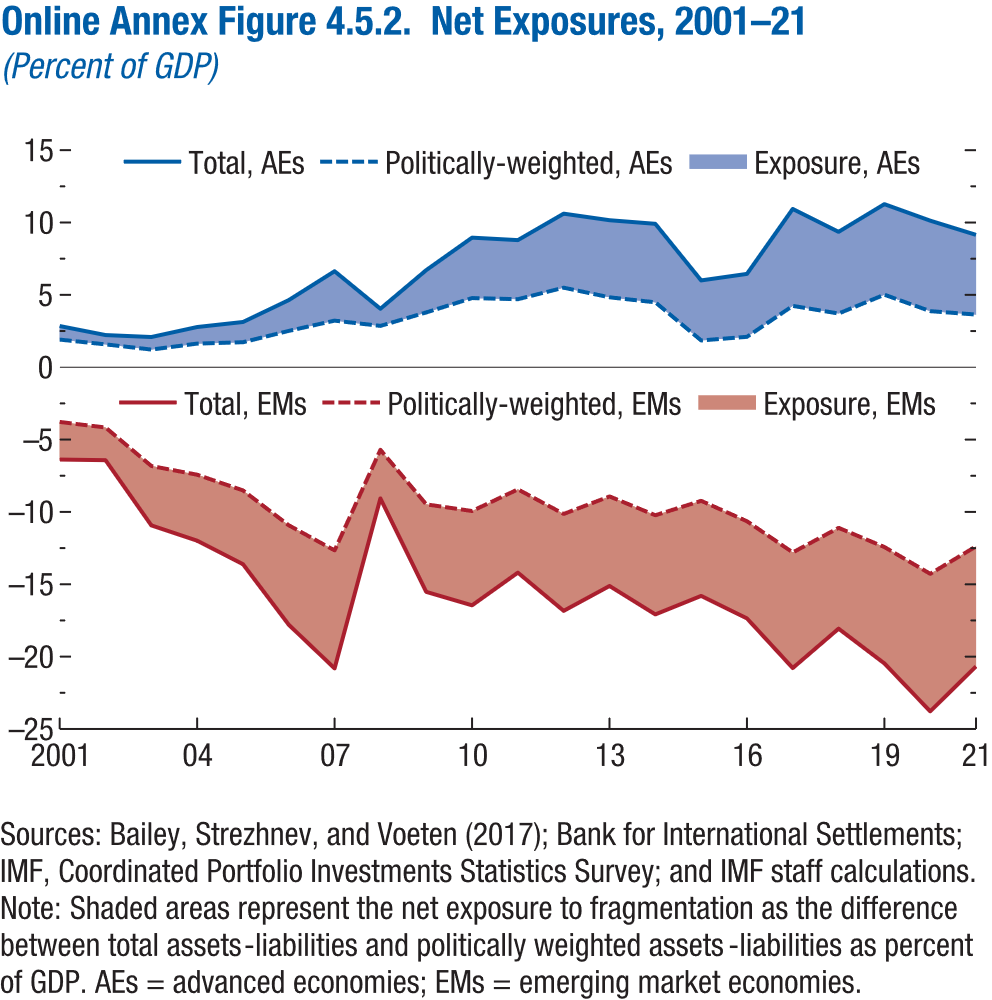 Online Annex Figure 4.5.2. Net Exposures, 2001–21
(Percent of GDP)
15
Total, AEs
Politically-weighted, AEs
Exposure, AEs
10
5
0
Total, EMs
Politically-weighted, EMs
Exposure, EMs
–5
–10
–15
–20
–25
2001
04
07
10
13
16
19
21
Sources: Bailey, Strezhnev, and Voeten (2017); Bank for International Settlements;
IMF, Coordinated Portfolio Investments Statistics Survey; and IMF staff calculations.
Note: Shaded areas represent the net exposure to fragmentation as the difference
between total assets-liabilities and politically weighted assets-liabilities as percent
of GDP. AEs = advanced economies; EMs = emerging market economies.